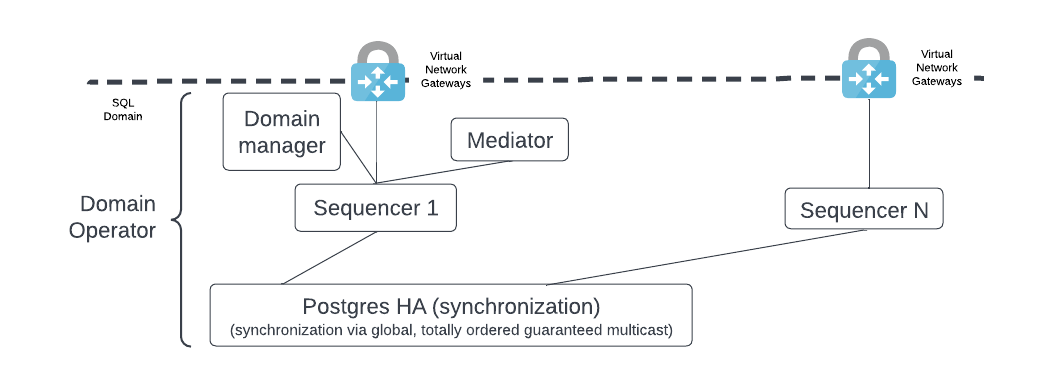 Virtual
Network
Gateways
Virtual
Network
Gateways
SQL
Domain
Domain
manager
Mediator
Domain
Operator
Sequencer 1
Sequencer N
Postgres HA (synchronization)
(synchronization via global, totally ordered guaranteed multicast)